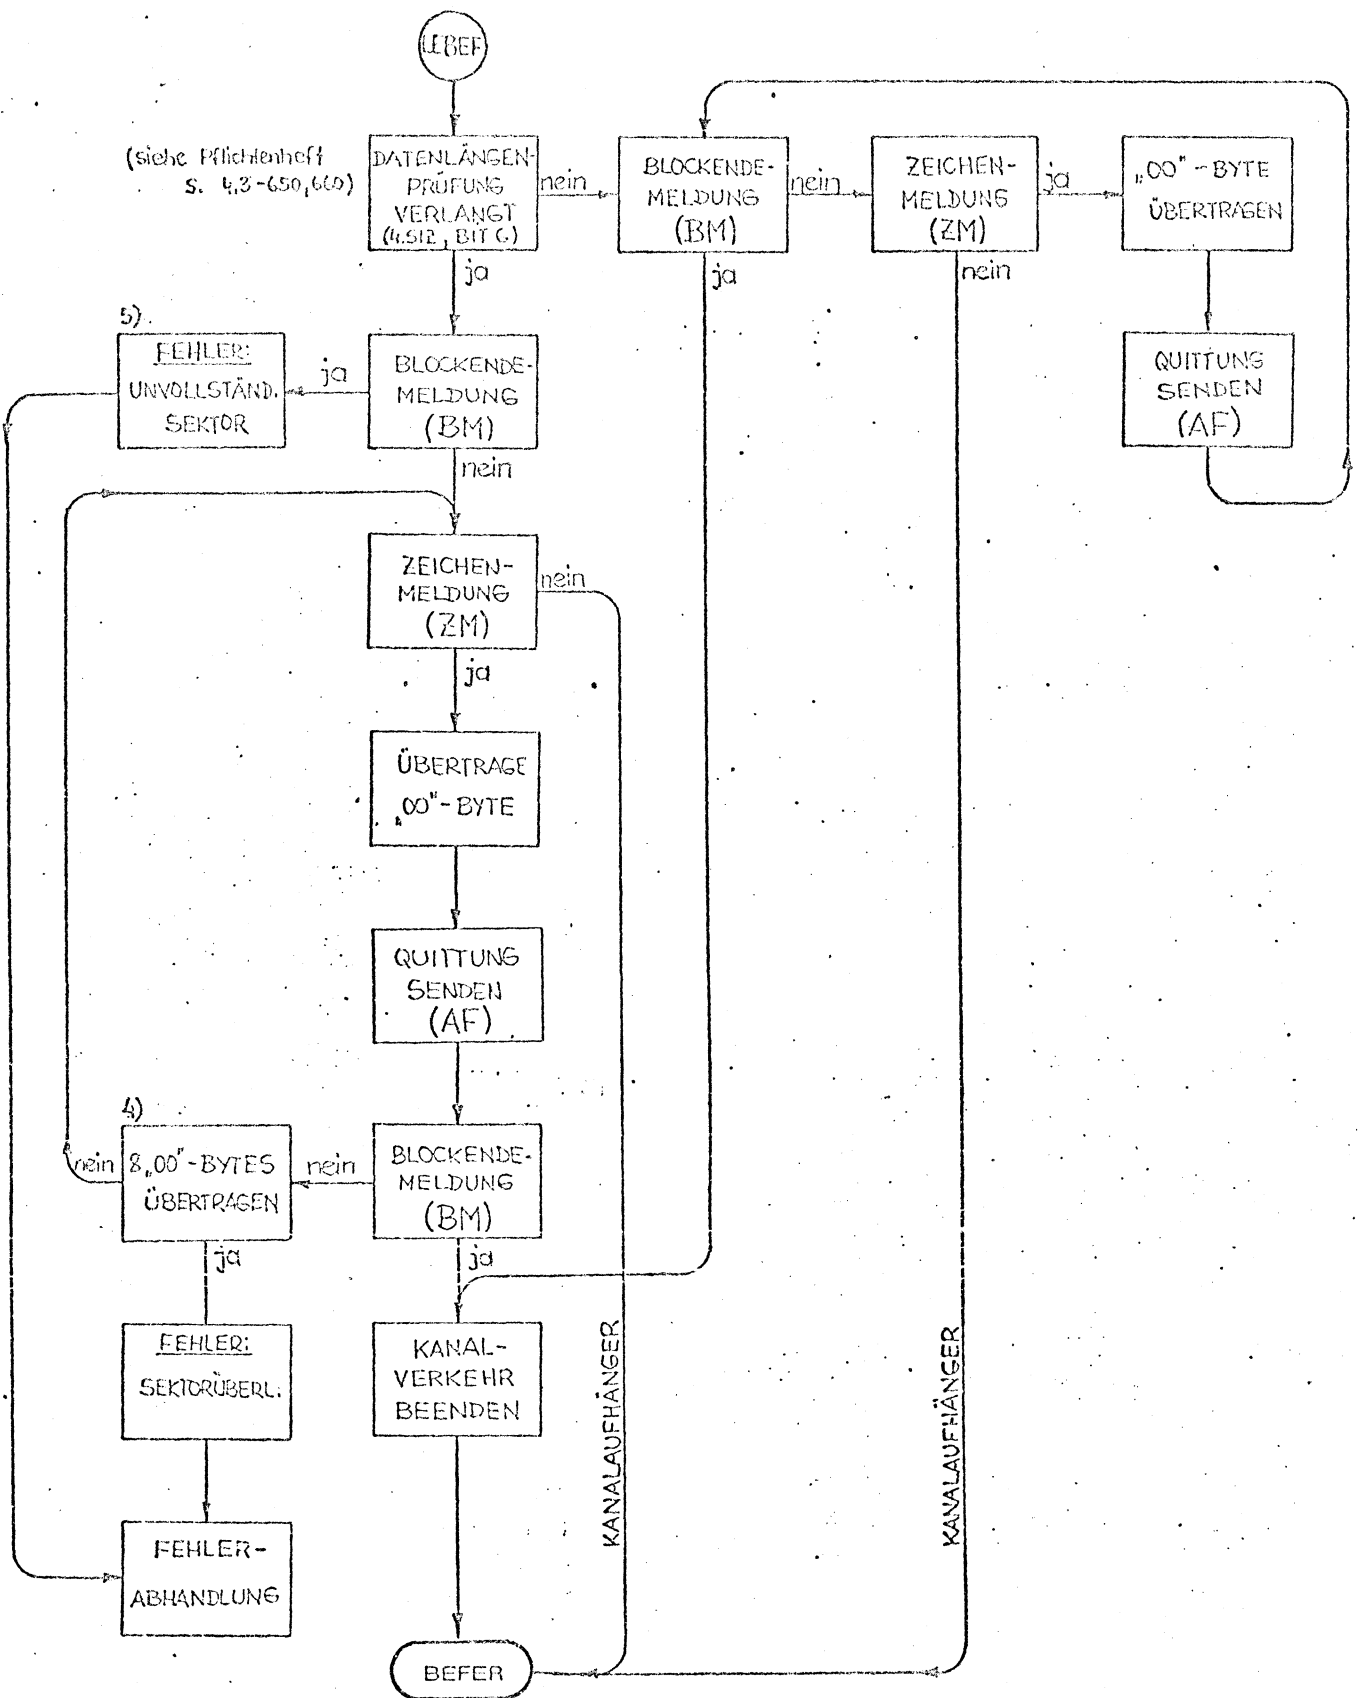 LEBEF
(siehe Pflichtenheft
S. 4,3-650,660)
DATENLÄNGEN-
PRÜFUNG
VERLANGT
(4.512, BIT 6)
nein
ja
BLOCKENDE-
MELDUNG
(BM)
nein
ja
ZEICHEN-
MELDUNG
(ZM)
ja
nein
„00"-BYTE
ÜBERTRAGEN
QUITTUNG
SENDEN
(AF)
5)
FEHLER:
UNVOLLSTÄND.
SEKTOR
ja
BLOCKENDE-
MELDUNG
(BM)
nein
ZEICHEN-
MELDUNG
(ZM)
nein
ja
ÜBERTRAGE
„00"-BYTE
QUITTUNG
SENDEN
(AF)
4)
nein
8„00"-BYTES
ÜBERTRAGEN
nein
BLOCKENDE-
MELDUNG
(BM)
ja
ja
FEHLER:
SEKTORÜBERL.
KANAL-
VERKEHR
BEENDEN
KANALAUFHÄNGER
KANALAUFHÄNGER
FEHLER-
ABHANDLUNG
BEFER